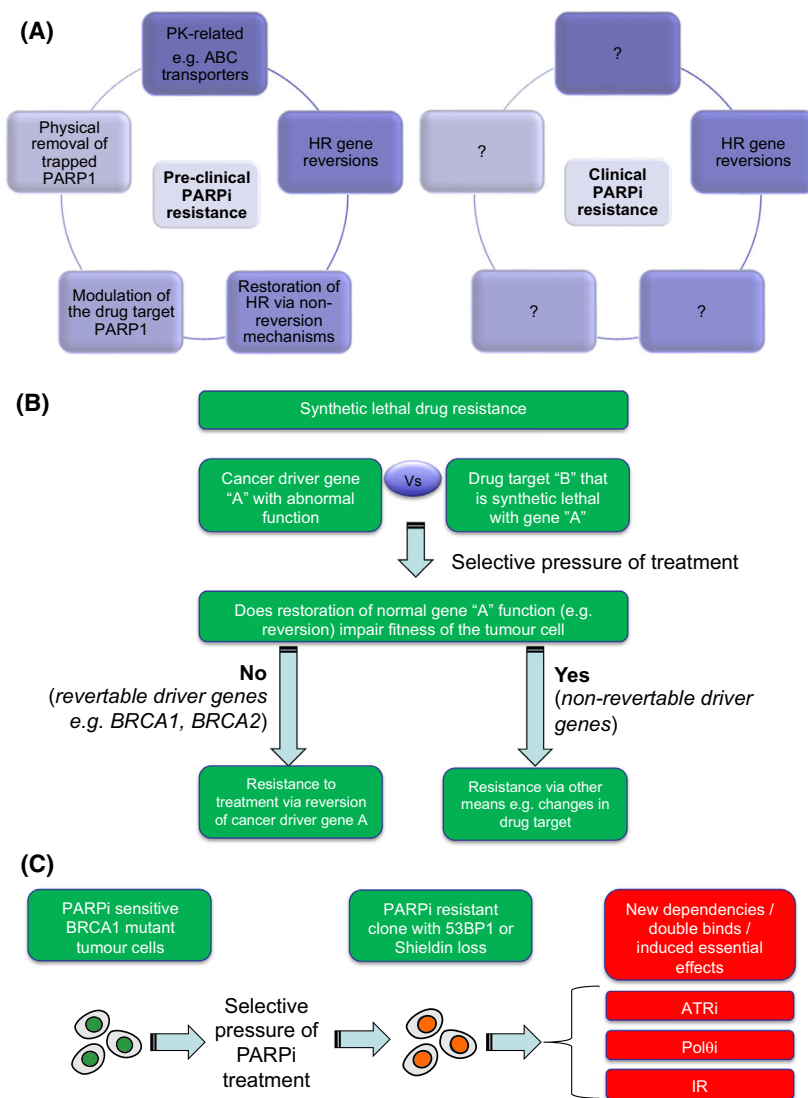 (A)
PK-related
e.g. ABC
transporters
Physical
removal of
trapped
PARP1
HR gene
reversions
Pre-clinical
PARPi
resistance
Modulation of
the drug target
PARP1
Restoration of
HR via non-
reversion
mechanisms
?
?
HR gene
reversions
Clinical
PARPi
resistance
?
?
(B)
Synthetic lethal drug resistance
Cancer driver gene
"A" with abnormal
function
Vs
Drug target "B" that
is synthetic lethal
with gene "A"
Selective pressure of treatment
Does restoration of normal gene "A" function (e.g.
reversion) impair fitness of the tumour cell
No
(revertable driver genes
e.g. BRCA1, BRCA2)
Yes
(non-revertable driver
genes)
Resistance to
treatment via reversion
of cancer driver gene A
Resistance via other
means e.g. changes in
drug target
(C)
PARPi sensitive
BRCA1 mutant
tumour cells
PARPi resistant
clone with 53BP1 or
Shieldin loss
New dependencies /
double binds /
induced essential
effects
Selective
pressure of
PARPi
treatment
ATRi
Polθi
IR